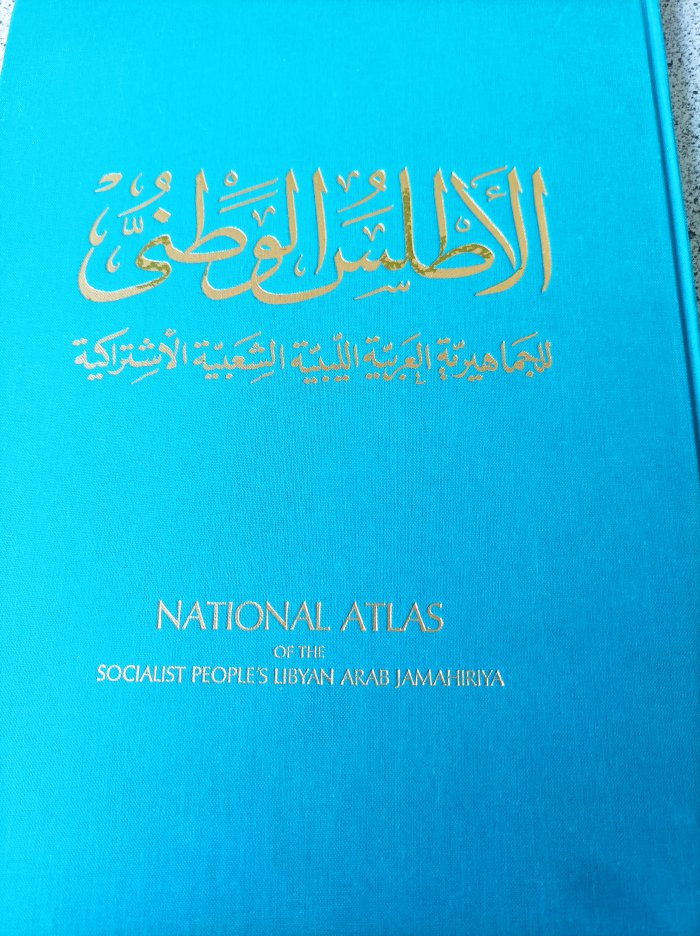 الأطلس الوطني
للجماهيرية العربية الليبية الشعبية الاشتراكية
NATIONAL ATLAS
OF THE
SOCIALIST PEOPLE'S LIBYAN ARAB JAMAHIRIYA